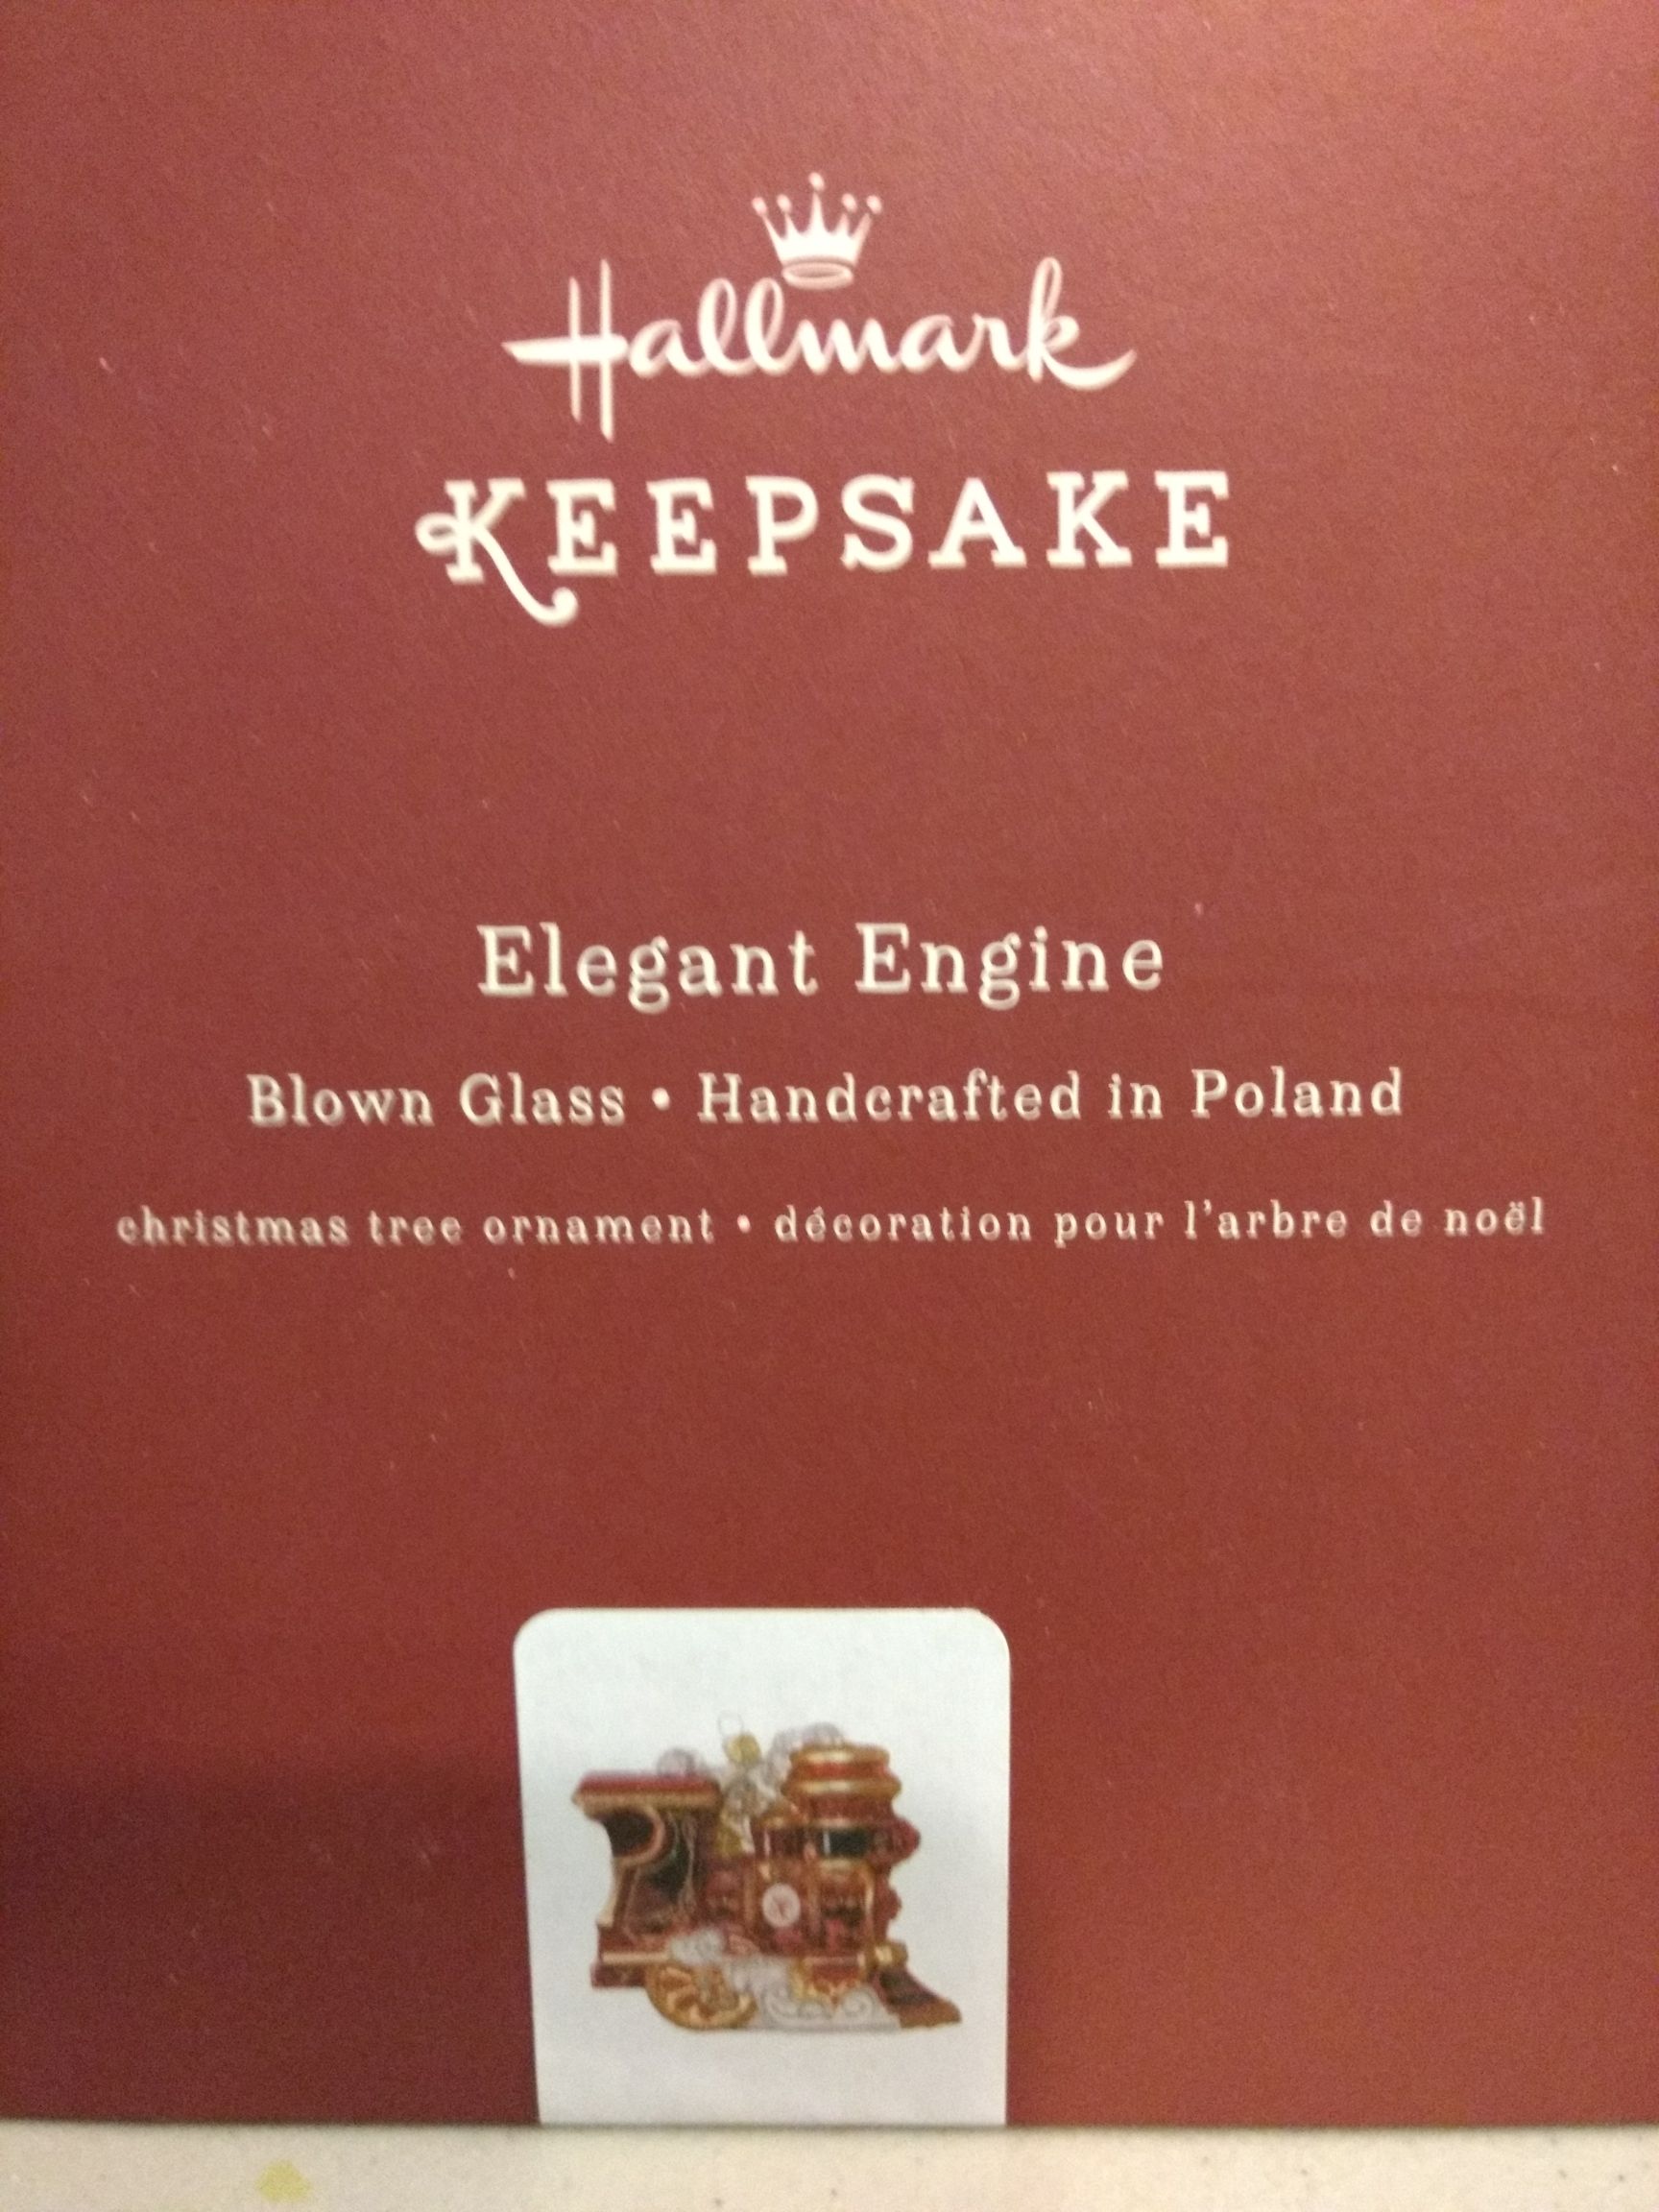 Hallmark
KEEPSAKE
Elegant Engine
Blown Glass • Handcrafted in Poland
christmas tree ornament • décoration pour l'arbre de noël